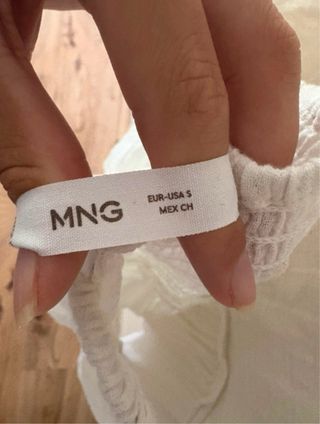 MNG
EUR-USA S
MEX CH